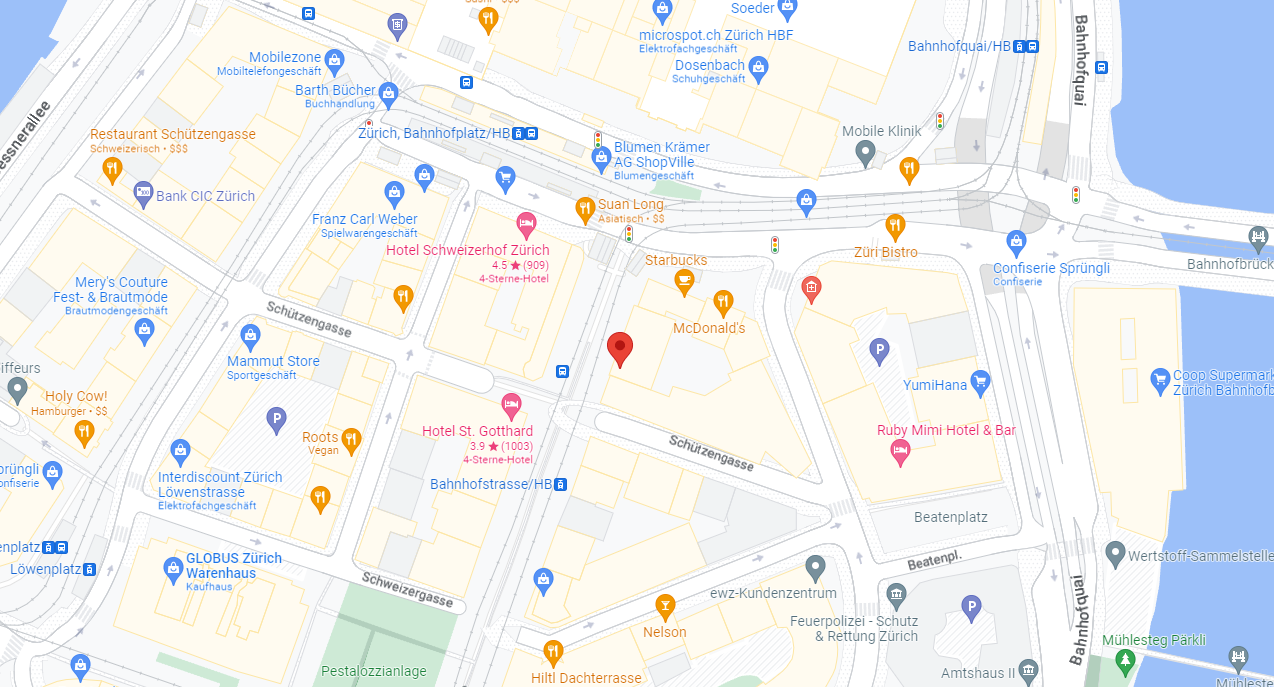 Sushi • $$$
Soeder
microspot.ch Zürich HBF
Elektrofachgeschäft
Bahnhofquai/HB
Bahnhofquai
Mobilezone
Mobiltelefongeschäft
Dosenbach
Schuhgeschäft
Barth Bücher
Buchhandlung
essnerallee
Restaurant Schützengasse
Schweizerisch • $$$
Zürich, Bahnhofplatz/HB
Mobile Klinik
Blumen Krämer
AG ShopVille
Blumengeschäft
Bank CIC Zürich
Franz Carl Weber
Spielwarengeschäft
Suan Long
Asiatisch • $$
Hotel Schweizerhof Zürich
4.5 ★ (909)
4-Sterne-Hotel
Starbucks
Züri Bistro
Confiserie Sprüngli
Confiserie
Bahnhofbrück
Mery's Couture
Fest- & Brautmode
Brautmodengeschäft
Schützengasse
McDonald's
Mammut Store
Sportgeschäft
iffeurs
Holy Cow!
Hamburger • $$
YumiHana
Coop Supermark
Zürich Bahnhofb
Roots
Vegan
Hotel St. Gotthard
3.9 ★ (1003)
4-Sterne-Hotel
Ruby Mimi Hotel & Bar
Schützengasse
prüngli
onfiserie
Interdiscount Zürich
Löwenstrasse
Elektrofachgeschäft
Bahnhofstrasse/HB
Beatenplatz
enplatz
Löwenplatz
GLOBUS Zürich
Warenhaus
Kaufhaus
Schweizergasse
Beatenpl.
Wertstoff-Sammelstelle
ewz-Kundenzentrum
Feuerpolizei - Schutz
& Rettung Zürich
Bahnhofquai
Nelson
Mühlesteg Pärkli
Pestalozzianlage
Hiltl Dachterrasse
Amtshaus II
Mühlesteg